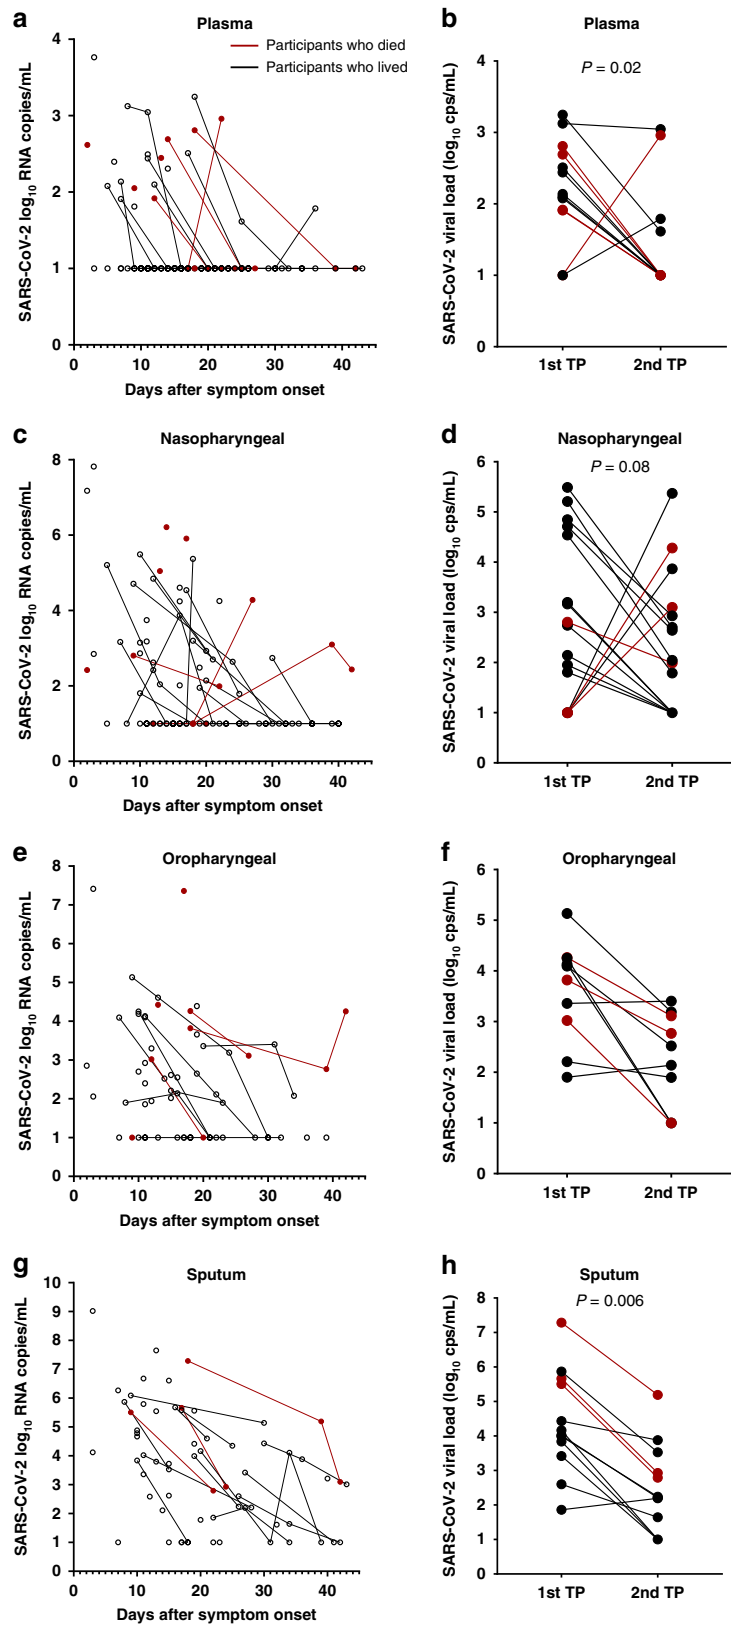 a
Plasma
Participants who died
Participants who lived
SARS-CoV-2 log10 RNA copies/mL
4
3
2
1
0
0 10 20 30 40
Days after symptom onset
b
Plasma
P = 0.02
SARS-CoV-2 viral load (log10 cps/mL)
4
3
2
1
0
1st TP 2nd TP
c
Nasopharyngeal
SARS-CoV-2 log10 RNA copies/mL
8
6
4
2
0
0 10 20 30 40
Days after symptom onset
d
Nasopharyngeal
P = 0.08
SARS-CoV-2 viral load (log10 cps/mL)
6
5
4
3
2
1
0
1st TP 2nd TP
e
Oropharyngeal
SARS-CoV-2 log10 RNA copies/mL
8
7
6
5
4
3
2
1
0
0 10 20 30 40
Days after symptom onset
f
Oropharyngeal
SARS-CoV-2 viral load (log10 cps/mL)
6
5
4
3
2
1
0
1st TP 2nd TP
g
Sputum
SARS-CoV-2 log10 RNA copies/mL
10
9
8
7
6
5
4
3
2
1
0
0 10 20 30 40
Days after symptom onset
h
Sputum
P = 0.006
SARS-CoV-2 viral load (log10 cps/mL)
8
7
6
5
4
3
2
1
0
1st TP 2nd TP